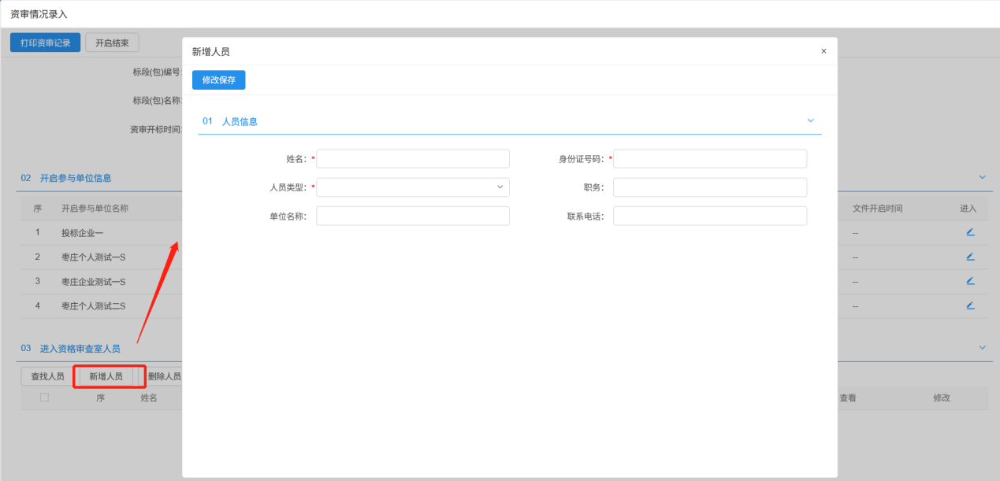 资审情况录入
打印资审记录 开启结束
新增人员 ×
修改保存
标段(包)编号:
标段(包)名称:
资审开标时间:
01 人员信息
姓名: * 身份证号码: *
人员类型: * 职务:
单位名称: 联系电话:
02 开启参与单位信息
序 开启参与单位名称 文件开启时间 进入
1 投标企业一 --
2 枣庄个人测试一S --
3 枣庄企业测试一S --
4 枣庄个人测试二S --
03 进入资格审查室人员
查找人员 新增人员 删除人员
序 姓名 查看 修改